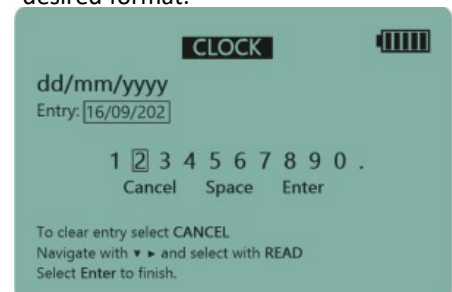 desired format.
CLOCK
dd/mm/yyyy
Entry: 16/09/202
1 2 3 4 5 6 7 8 9 0 .
Cancel Space Enter
To clear entry select CANCEL
Navigate with ▼ ► and select with READ
Select Enter to finish.